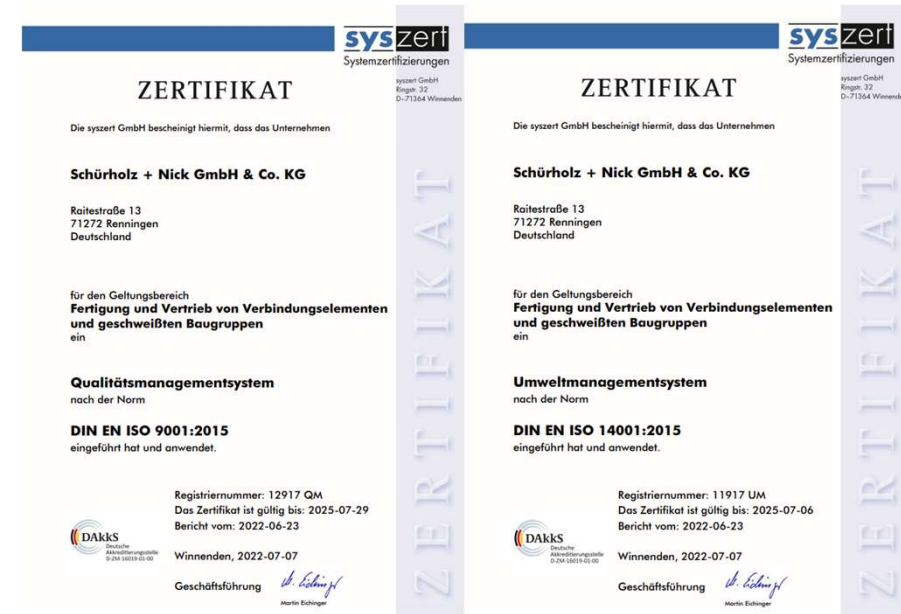 syszert
Systemzertifizierungen
syszert GmbH
Ringstr. 32
D-71364 Winnenden
ZERTIFIKAT
Die syszert GmbH bescheinigt hiermit, dass das Unternehmen
Schürholz + Nick GmbH & Co. KG
Raitestraße 13
71272 Renningen
Deutschland
für den Geltungsbereich
Fertigung und Vertrieb von Verbindungselementen
und geschweißten Baugruppen
ein
Qualitätsmanagementsystem
nach der Norm
DIN EN ISO 9001:2015
eingeführt hat und anwendet.
Registriernummer: 12917 QM
Das Zertifikat ist gültig bis: 2025-07-29
Bericht vom: 2022-06-23
DAkkS
Deutsche
Akkreditierungsstelle
D-ZM-16019-01-00
Winnenden, 2022-07-07
Geschäftsführung
Martin Eichinger
ZERTIFIKAT
syszert
Systemzertifizierungen
syszert GmbH
Ringstr. 32
D-71364 Winnende
ZERTIFIKAT
Die syszert GmbH bescheinigt hiermit, dass das Unternehmen
Schürholz + Nick GmbH & Co. KG
Raitestraße 13
71272 Renningen
Deutschland
für den Geltungsbereich
Fertigung und Vertrieb von Verbindungselementen
und geschweißten Baugruppen
ein
Umweltmanagementsystem
nach der Norm
DIN EN ISO 14001:2015
eingeführt hat und anwendet.
Registriernummer: 11917 UM
Das Zertifikat ist gültig bis: 2025-07-06
Bericht vom: 2022-06-23
DAkkS
Deutsche
Akkreditierungsstelle
D-ZM-16019-01-00
Winnenden, 2022-07-07
Geschäftsführung
Martin Eichinger
ZERTIFIKAT